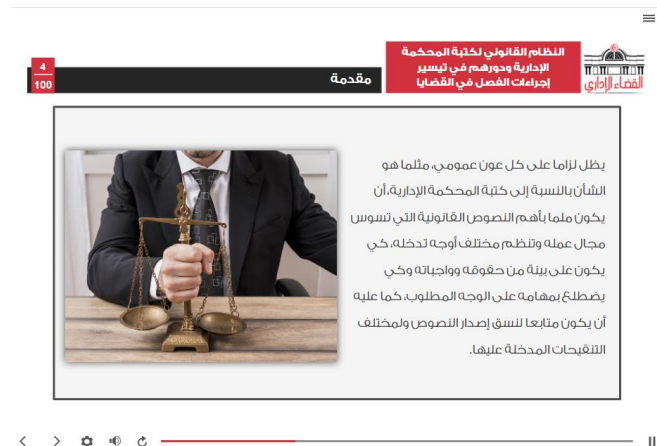 النظام القانوني لكتبة المحكمة
الإدارية ودورهم في تيسير
إجراءات الفصل في القضايا
القضاء الإداري
مقدمة
4
100
يظل لزاما على كل عون عمومي، مثلما هو
الشأن بالنسبة إلى كتبة المحكمة الإدارية، أن
يكون ملما بأهم النصوص القانونية التي تسوس
مجال عمله وتنظم مختلف أوجه تدخله، كي
يكون على بينة من حقوقه وواجباته وكي
يضطلع بمهامه على الوجه المطلوب، كما عليه
أن يكون متابعا لنسق إصدار النصوص ولمختلف
التنقيحات المدخلة عليها.